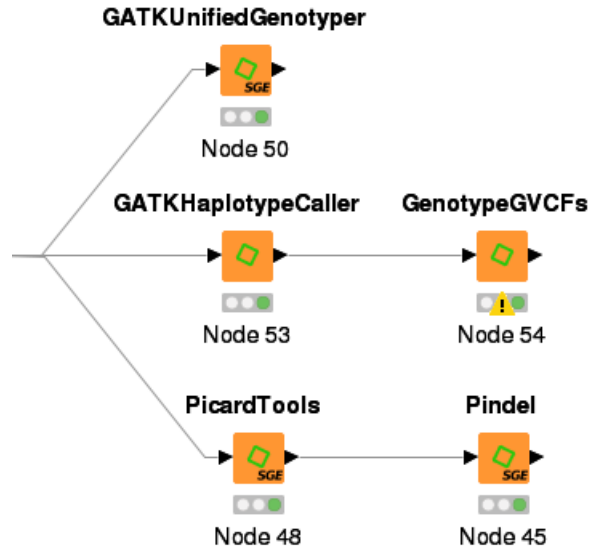 GATKUnifiedGenotyper
SGE
Node 50
GATKHaplotypeCaller
GenotypeGVCFs
!
Node 53
Node 54
PicardTools
Pindel
SGE
SGE
Node 48
Node 45